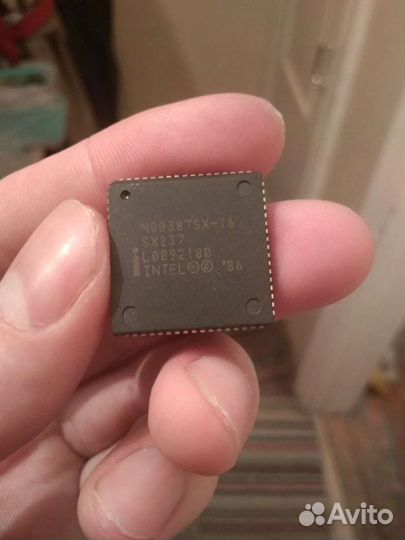 N80387SX-16
SX237
L0092180
INTEL Ⓜ © '86
Avito